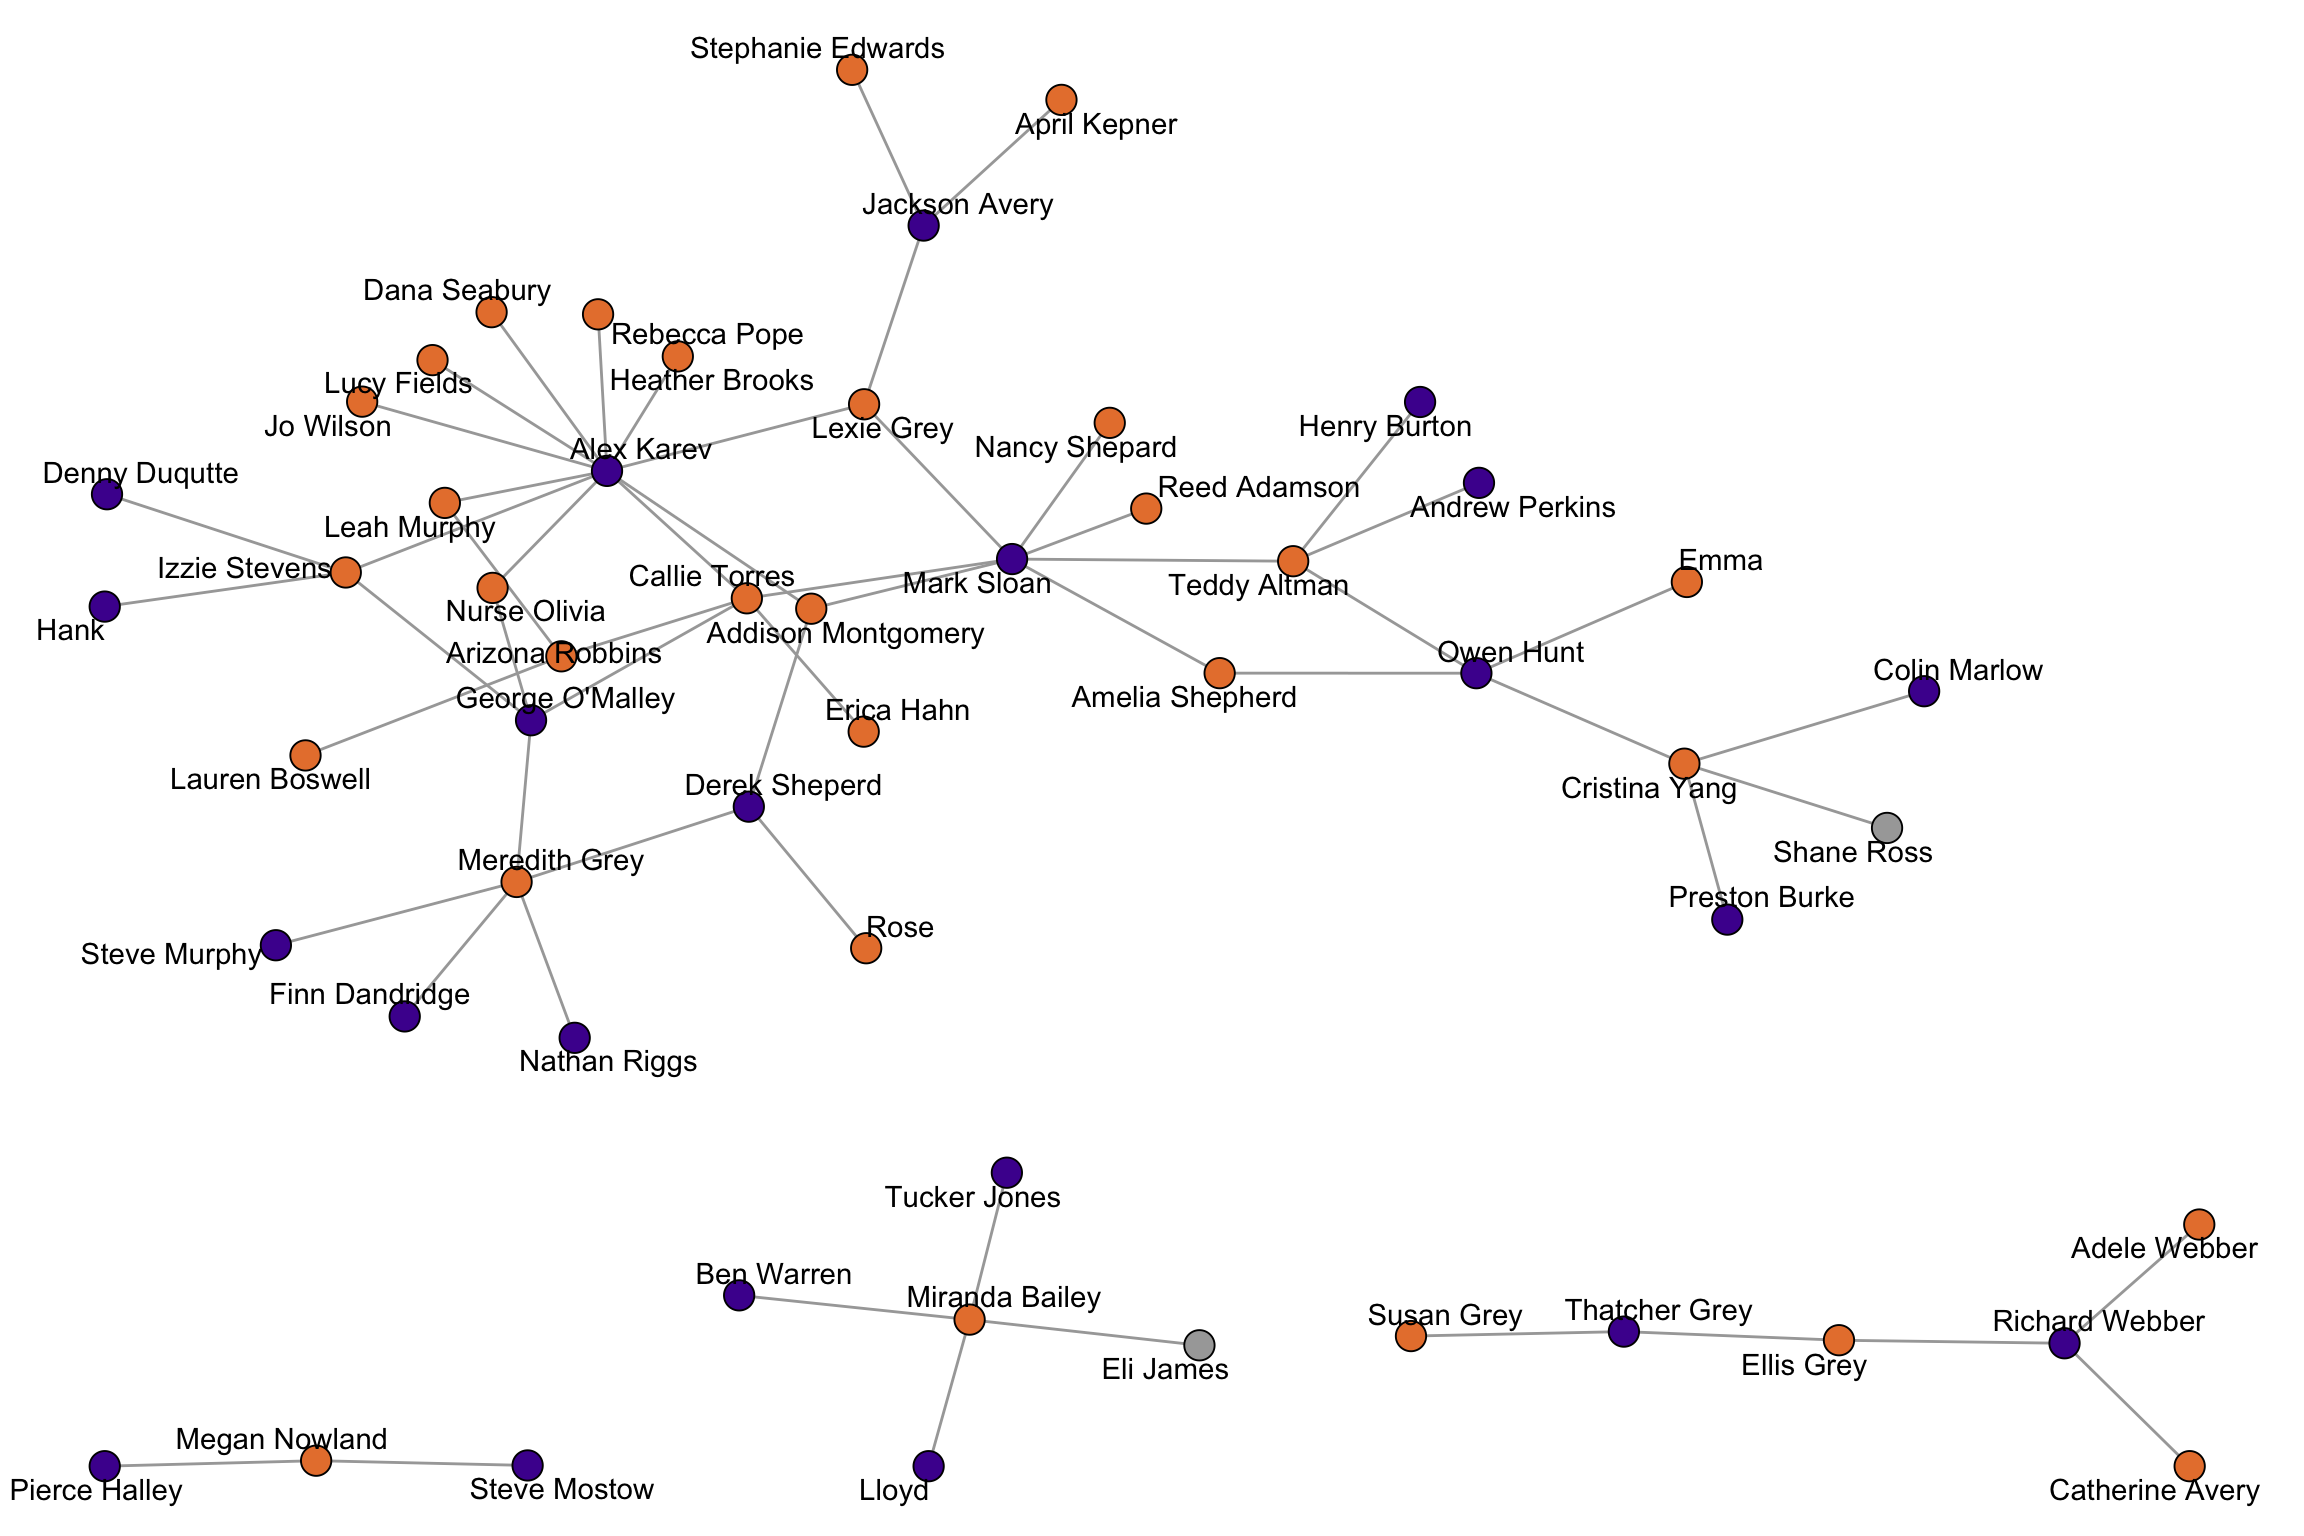 Stephanie Edwards
April Kepner
Jackson Avery
Dana Seabury
Rebecca Pope
Lucy Fields
Heather Brooks
Jo Wilson
Lexie Grey
Henry Burton
Nancy Shepard
Alex Karev
Denny Duqutte
Reed Adamson
Andrew Perkins
Leah Murphy
Emma
Izzie Stevens
Callie Torres
Mark Sloan
Teddy Altman
Nurse Olivia
Hank
Addison Montgomery
Arizona Robbins
Owen Hunt
Colin Marlow
George O'Malley
Amelia Shepherd
Erica Hahn
Lauren Boswell
Derek Sheperd
Cristina Yang
Shane Ross
Meredith Grey
Preston Burke
Rose
Steve Murphy
Finn Dandridge
Nathan Riggs
Tucker Jones
Adele Webber
Ben Warren
Miranda Bailey
Susan Grey
Thatcher Grey
Richard Webber
Eli James
Ellis Grey
Megan Nowland
Pierce Halley
Steve Mostow
Lloyd
Catherine Avery